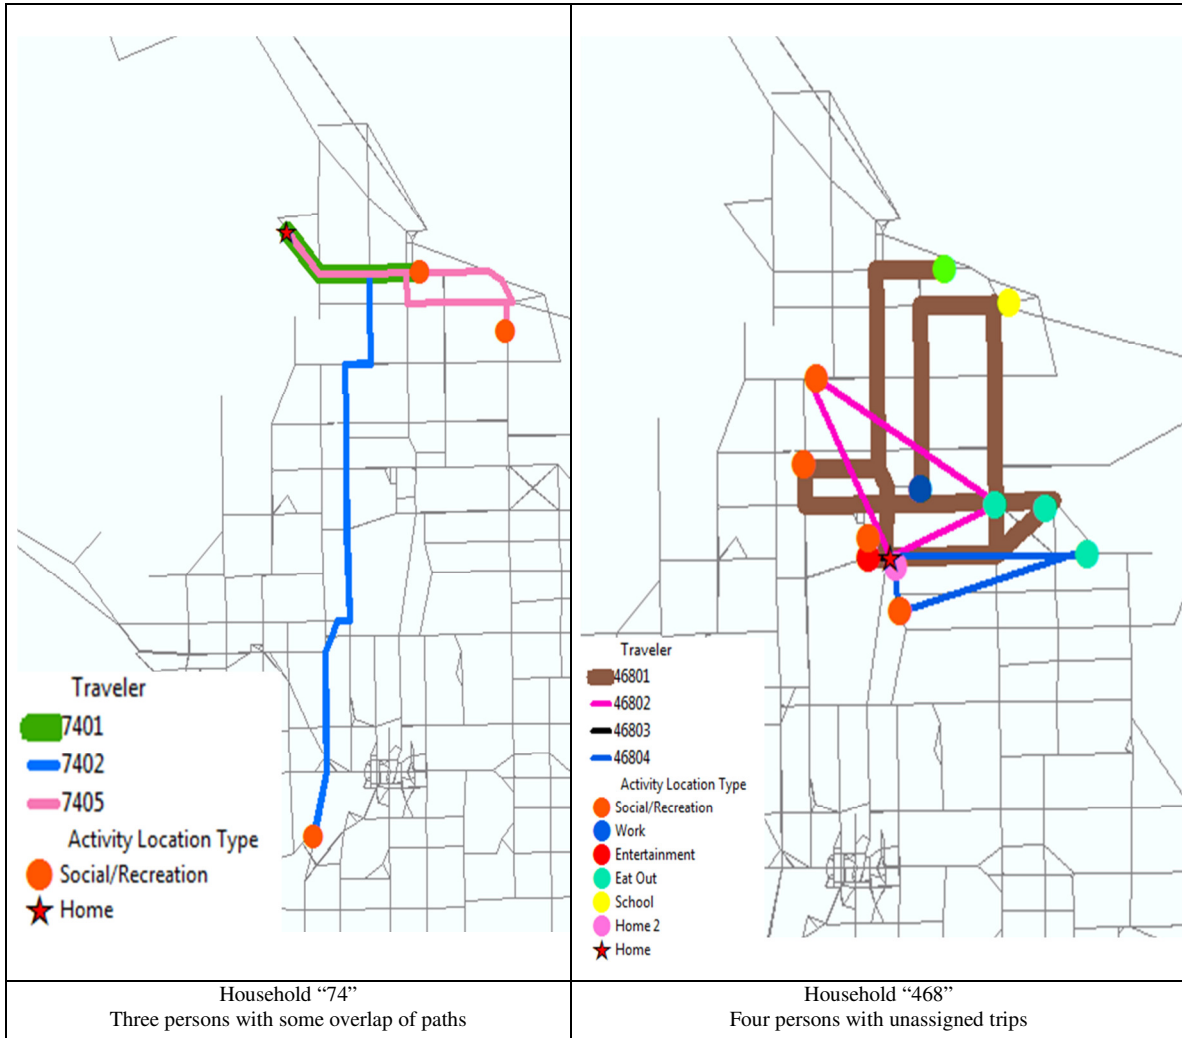 Traveler
7401
7402
7405
Activity Location Type
Social/Recreation
Home
Traveler
46801
46802
46803
46804
Activity Location Type
Social/Recreation
Work
Entertainment
Eat Out
School
Home 2
Home
Household “74”
Three persons with some overlap of paths
Household “468”
Four persons with unassigned trips